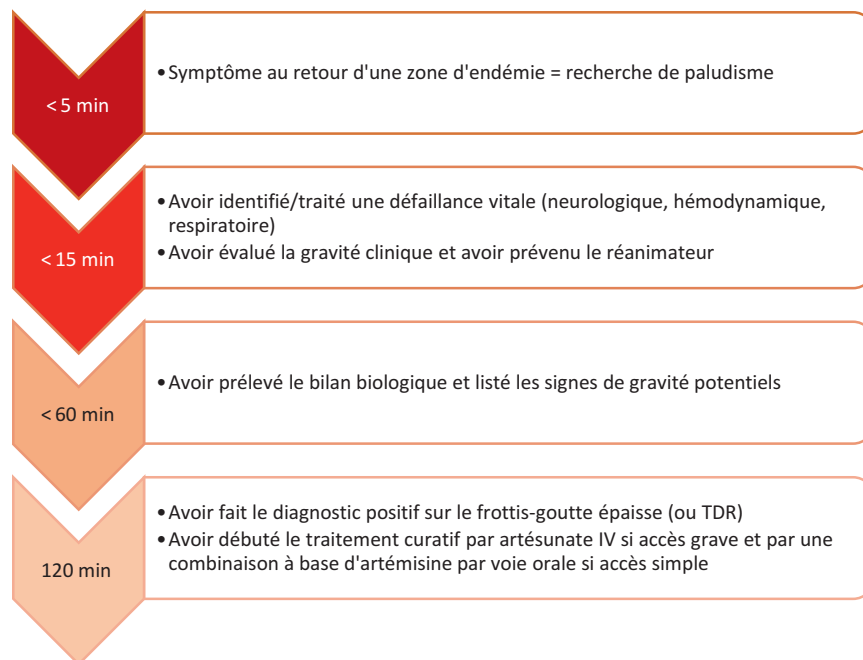 < 5 min
•Symptôme au retour d'une zone d'endémie = recherche de paludisme
< 15 min
•Avoir identifié/traité une défaillance vitale (neurologique, hémodynamique,
respiratoire)
•Avoir évalué la gravité clinique et avoir prévenu le réanimateur
< 60 min
•Avoir prélevé le bilan biologique et listé les signes de gravité potentiels
120 min
•Avoir fait le diagnostic positif sur le frottis-goutte épaisse (ou TDR)
•Avoir débuté le traitement curatif par artésunate IV si accès grave et par une
combinaison à base d'artémisine par voie orale si accès simple